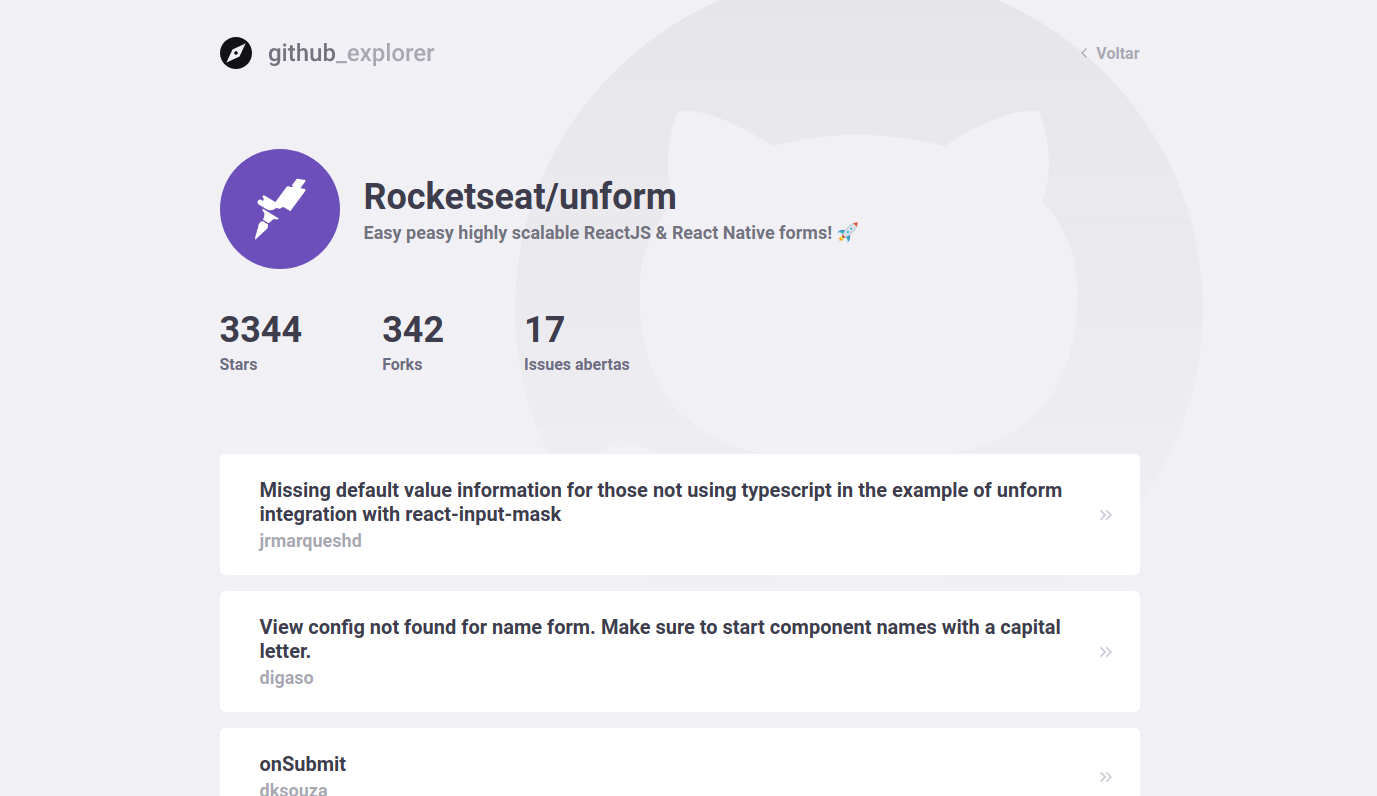 github_explorer
Voltar
Rocketseat/unform
Easy peasy highly scalable ReactJS & React Native forms! 🚀
3344
342
17
Stars
Forks
Issues abertas
Missing default value information for those not using typescript in the example of unform
integration with react-input-mask
jrmarqueshd
View config not found for name form. Make sure to start component names with a capital
letter.
digaso
onSubmit
dksouza